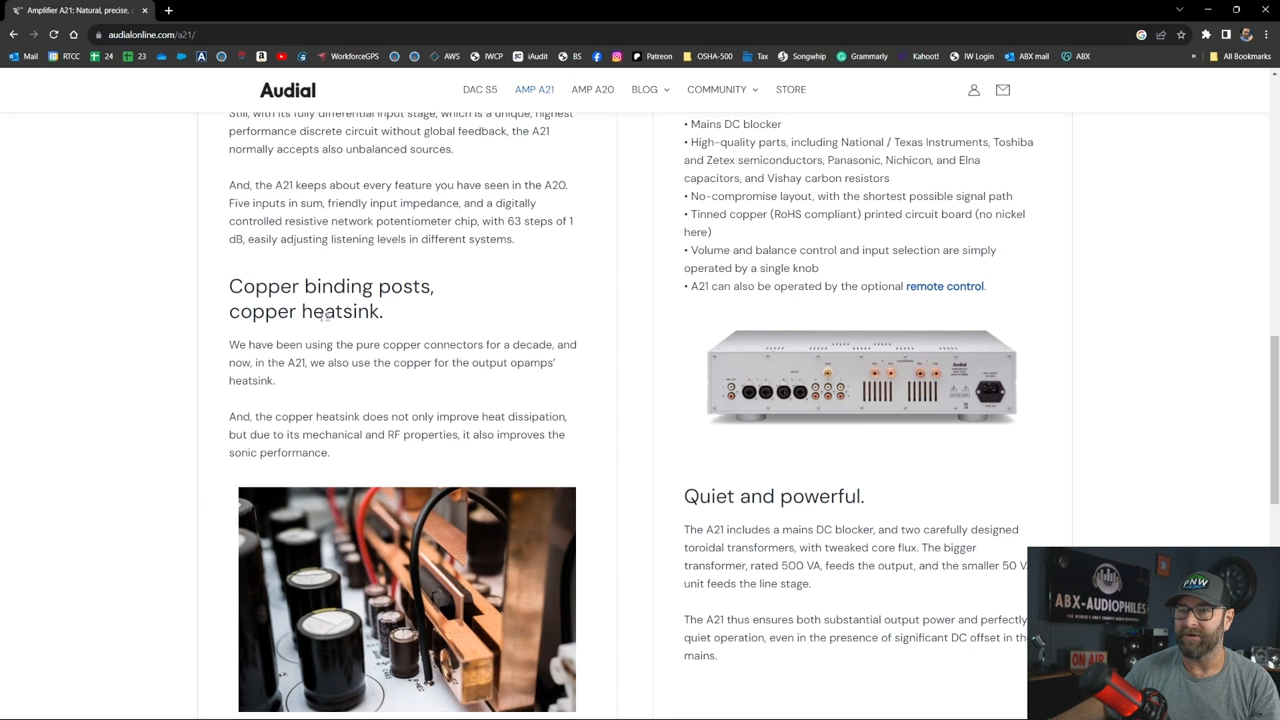 Amplifier A21: Natural, precise,
audialonline.com/a21/
Mail
RTCC
24
23
WorkforceGPS
AWS
IWCP
iAudit
BS
Patreon
OSHA-500
Tax
Songwhip
Grammarly
Kahoot!
IW Login
ABX MAIL
ABX
»
All Bookmarks
Audial
DAC S5
AMP A21
AMP A20
BLOG
COMMUNITY
STORE
Still, with its fully differential input stage, which is a unique, highest
performance discrete circuit without global feedback, the A21
normally accepts also unbalanced sources.
And, the A21 keeps about every feature you have seen in the A20.
Five inputs in sum, friendly input impedance, and a digitally
controlled resistive network potentiometer chip, with 63 steps of 1
dB, easily adjusting listening levels in different systems.
Copper binding posts,
copper heatsink.
We have been using the pure copper connectors for a decade, and
now, in the A21, we also use the copper for the output opamps’
heatsink.
And, the copper heatsink does not only improve heat dissipation,
but due to its mechanical and RF properties, it also improves the
sonic performance.
• Mains DC blocker
• High-quality parts, including National / Texas Instruments, Toshiba
and Zetex semiconductors, Panasonic, Nichicon, and Elna
capacitors, and Vishay carbon resistors
• No-compromise layout, with the shortest possible signal path
• Tinned copper (RoHS compliant) printed circuit board (no nickel
here)
• Volume and balance control and input selection are simply
operated by a single knob
• A21 can also be operated by the optional remote control.
Audial
Quiet and powerful.
The A21 includes a mains DC blocker, and two carefully designed
toroidal transformers, with tweaked core flux. The bigger
transformer, rated 500 VA, feeds the output, and the smaller 50 V
unit feeds the line stage.
The A21 thus ensures both substantial output power and perfectly
quiet operation, even in the presence of significant DC offset in th
mains.
ABX-AUDIOPHILES
ON AIR
PNW